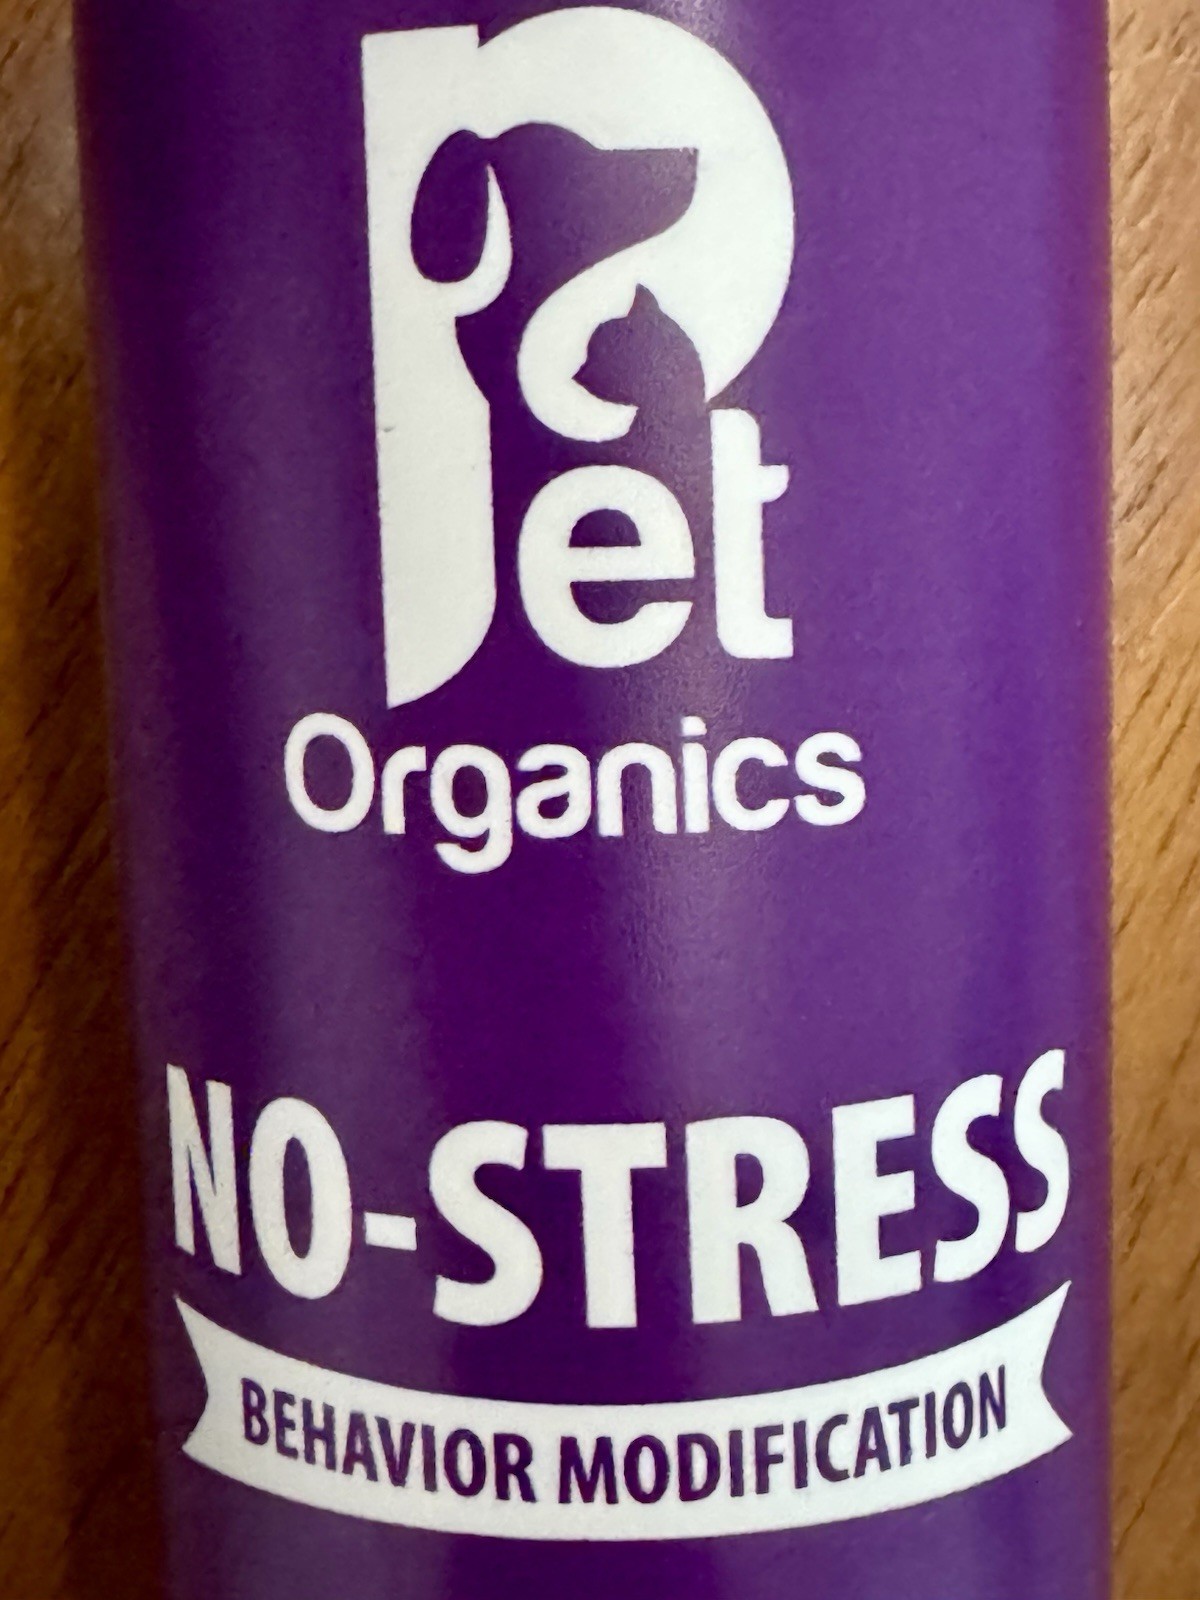 Pet
Organics
NO-STRESS
BEHAVIOR MODIFICATION